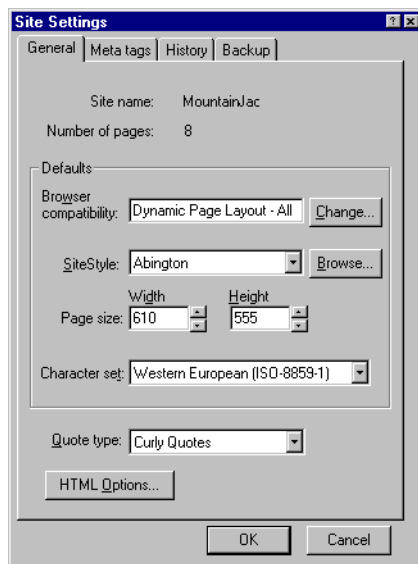 Site Settings
General Meta tags History Backup
Site name: MountainJac
Number of pages: 8
Defaults
Browser
compatibility: Dynamic Page Layout - All Change...
SiteStyle: Abington Browse...
Width Height
Page size: 610 555
Character set: Western European (ISO-8859-1)
Quote type: Curly Quotes
HTML Options...
OK Cancel